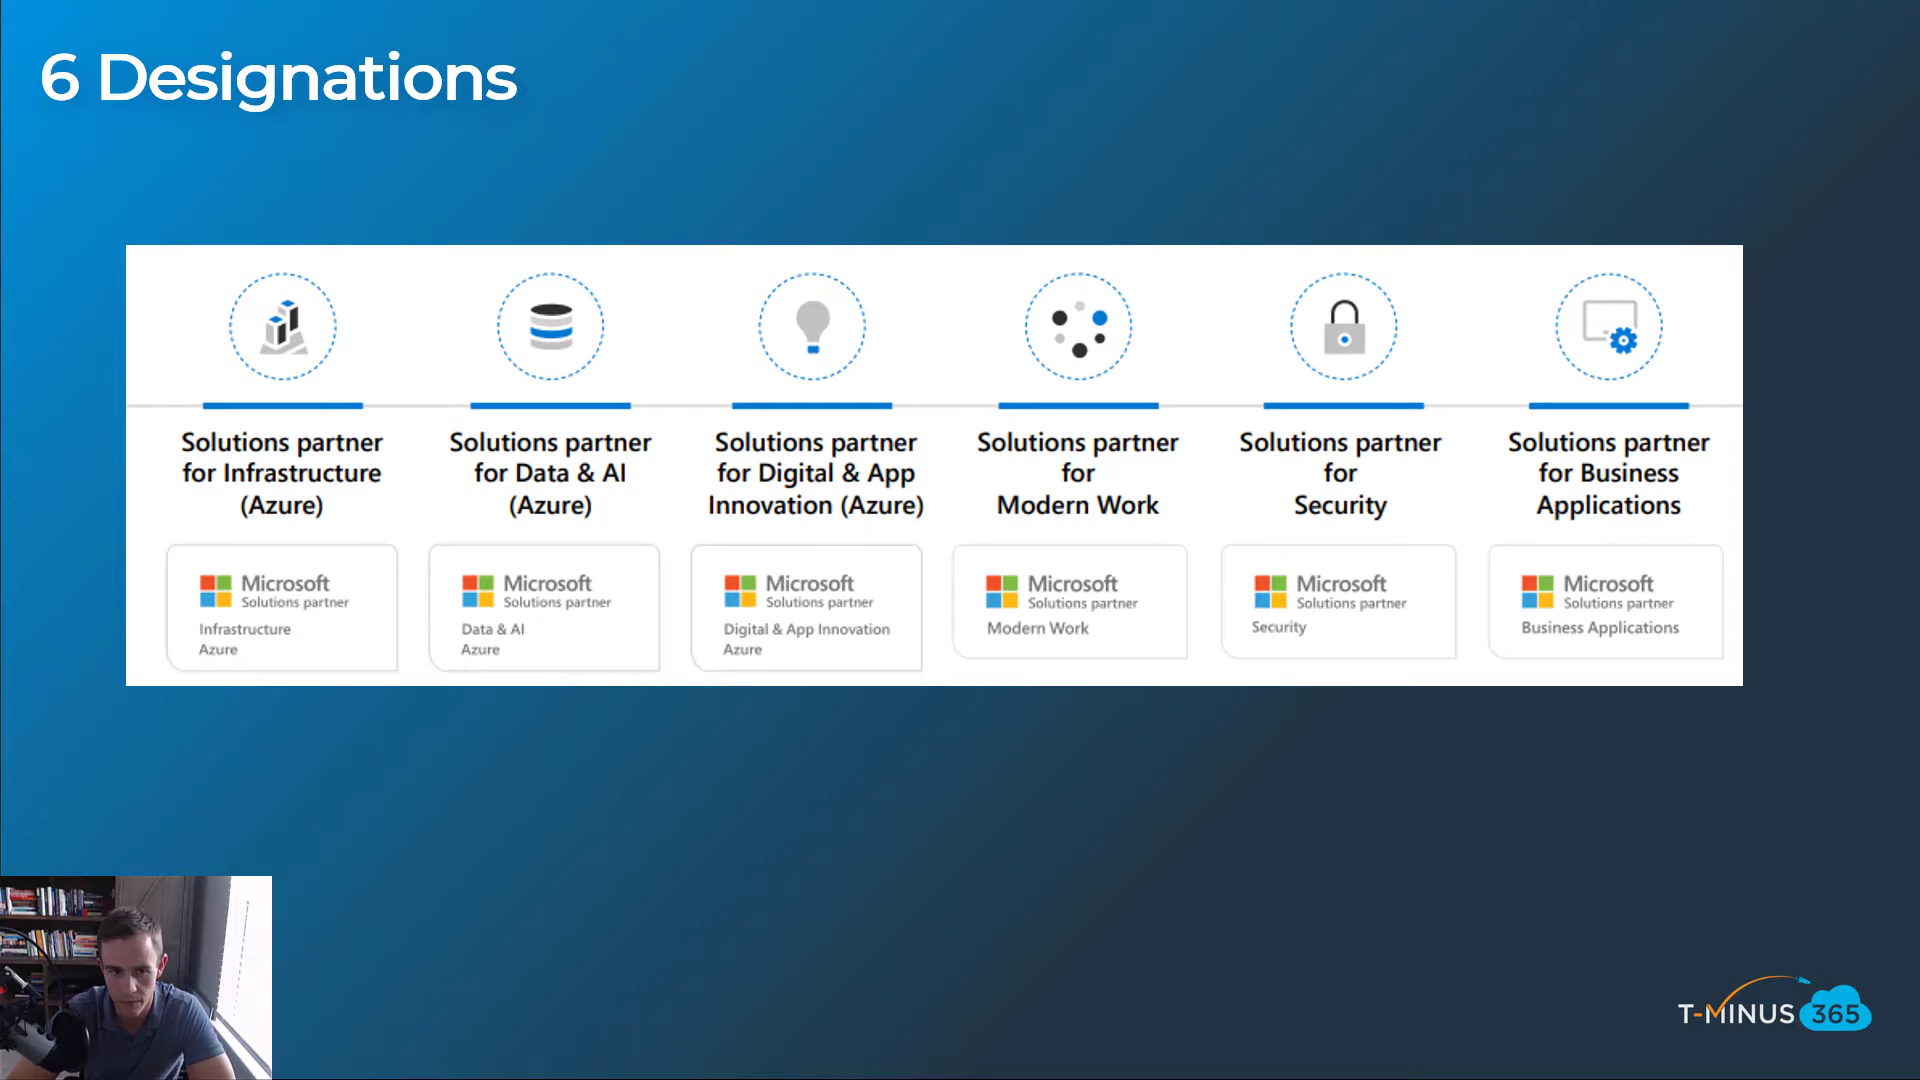 6 Designations
Solutions partner
for Infrastructure
(Azure)
Solutions partner
for Data & AI
(Azure)
Solutions partner
for Digital & App
Innovation (Azure)
Solutions partner
for
Modern Work
Solutions partner
for
Security
Solutions partner
for Business
Applications
Microsoft
Solutions partner
Infrastructure
Azure
Microsoft
Solutions partner
Data & AI
Azure
Microsoft
Solutions partner
Digital & App Innovation
Azure
Microsoft
Solutions partner
Modern Work
Microsoft
Solutions partner
Security
Microsoft
Solutions partner
Business Applications
T-MINUS 365